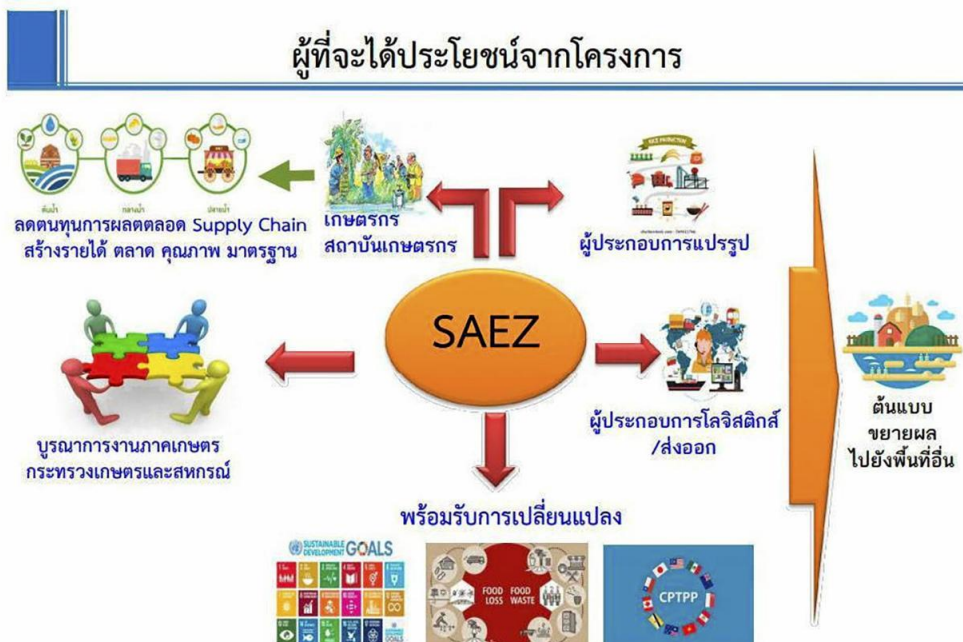 ผู้ที่จะได้ประโยชน์จากโครงการ
ต้นน้ำ
กลางน้ำ
ปลายน้ำ
ลดตนทุนการผลตตลอด Supply Chain
สร้างรายได้ ตลาด คุณภาพ มาตรฐาน
เกษตรกร
สถาบันเกษตรกร
RICE PRODUCTION
ผู้ประกอบการแปรรูป
SAEZ
บูรณาการงานภาคเกษตร
กระทรวงเกษตรและสหกรณ์
ผู้ประกอบการโลจิสติกส์
/ส่งออก
ต้นแบบ
ขยายผล
ไปยังพื้นที่อื่น
พร้อมรับการเปลี่ยนแปลง
SUSTAINABLE
DEVELOPMENT GOALS
FOOD LOSS
FOOD WASTE
CPTPP